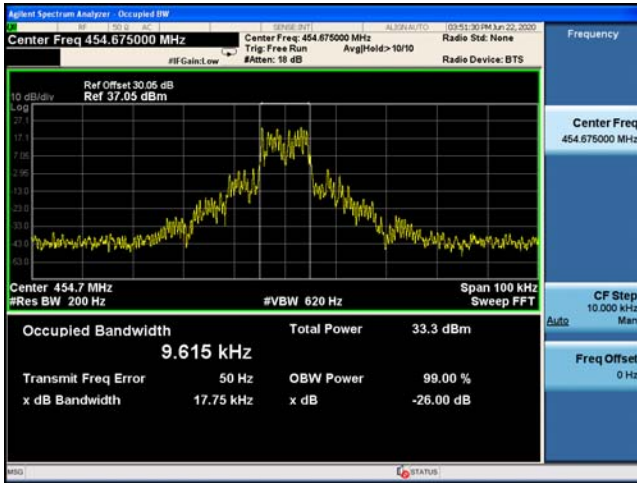 Agilent Spectrum Analyzer - Occupied BW
RF 50 Ω AC SENSE:INT ALIGN AUTO 03:51:30 PM Jun 22, 2020
Center Freq 454.675000 MHz
Center Freq: 454.675000 MHz
Radio Std: None
Trig: Free Run Avg|Hold:> 10/10
#IFGain:Low #Atten: 18 dB Radio Device: BTS
Frequency
Ref Offset 30.05 dB
10 dB/div Ref 37.05 dBm
Log
27.1
17.1
7.05
-2.95
-13.0
-23.0
-33.0
-43.0
-53.0
Center 454.7 MHz Span 100 kHz
#Res BW 200 Hz #VBW 620 Hz Sweep FFT
Occupied Bandwidth Total Power 33.3 dBm
9.615 kHz
Transmit Freq Error 50 Hz OBW Power 99.00 %
x dB Bandwidth 17.75 kHz x dB -26.00 dB
Center Freq
454.675000 MHz
CF Step
10.000 kHz
Auto Man
Freq Offset
0 Hz
MSG STATUS